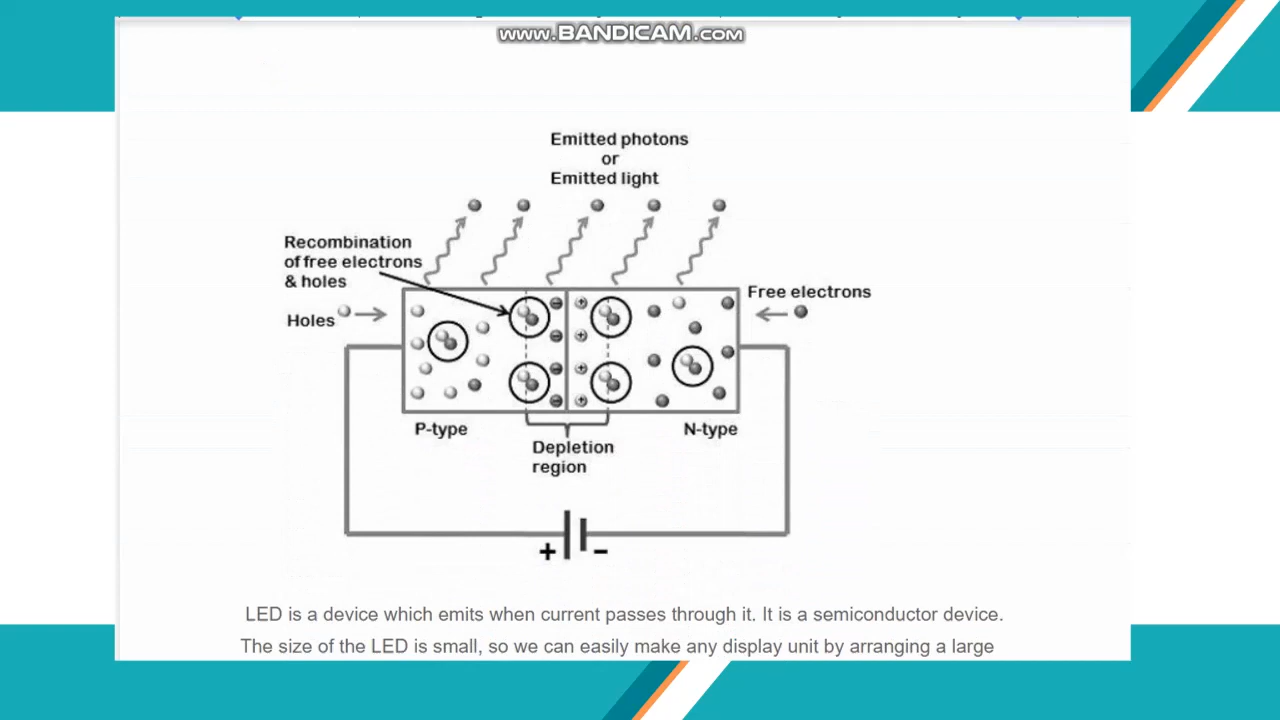 www.BANDICAM.com
Emitted photons
or
Emitted light
Recombination
of free electrons
& holes
Holes
Free electrons
P-type
N-type
Depletion
region
+ −
LED is a device which emits when current passes through it. It is a semiconductor device.
The size of the LED is small, so we can easily make any display unit by arranging a large